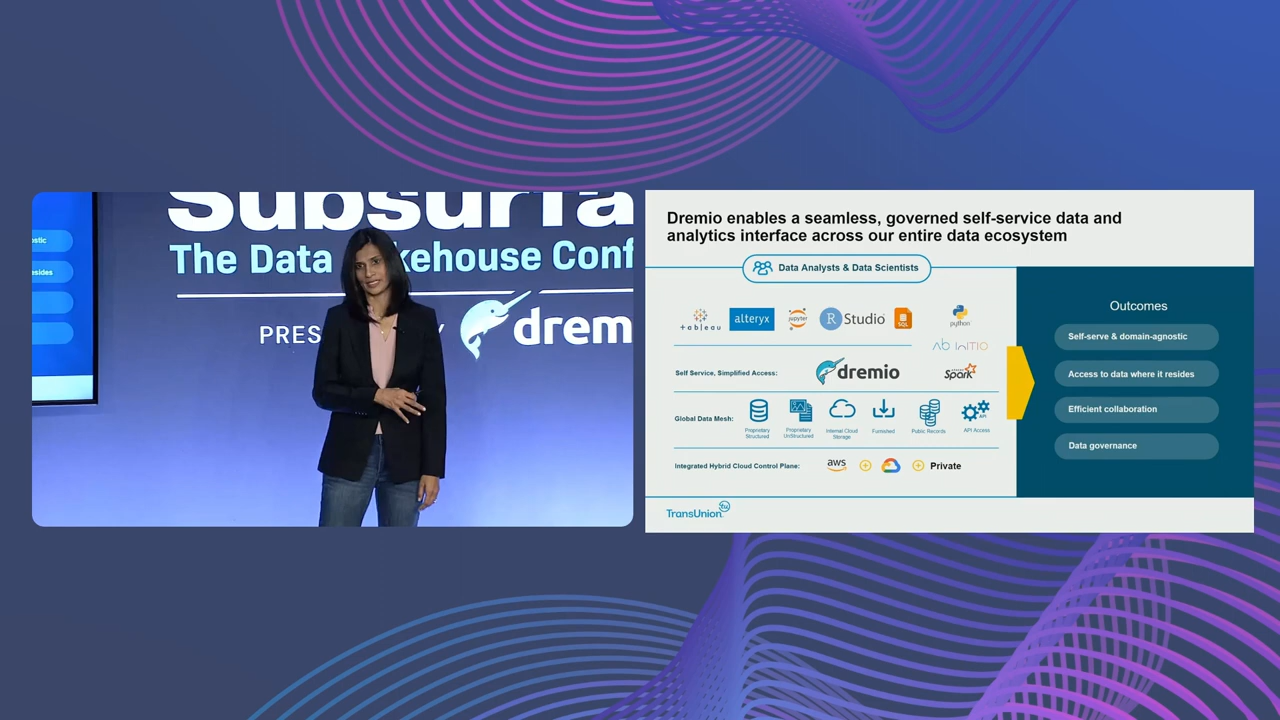 ostic
esides
Subsurfa
The Data
kehouse Conf
PRES
Y
drem
Dremio enables a seamless, governed self-service data and
analytics interface across our entire data ecosystem
Data Analysts & Data Scientists
tableau
alteryx
jupyter
R Studio
SQL
python
Ab Initio
Self Service, Simplified Access:
dremio
Spark
Global Data Mesh:
Proprietary
Structured
Proprietary
UnStructured
Internal Cloud
Storage
Furnished
Public Records
API
API Access
Integrated Hybrid Cloud Control Plane:
aws
Private
Outcomes
Self-serve & domain-agnostic
Access to data where it resides
Efficient collaboration
Data governance
TransUnion
tu